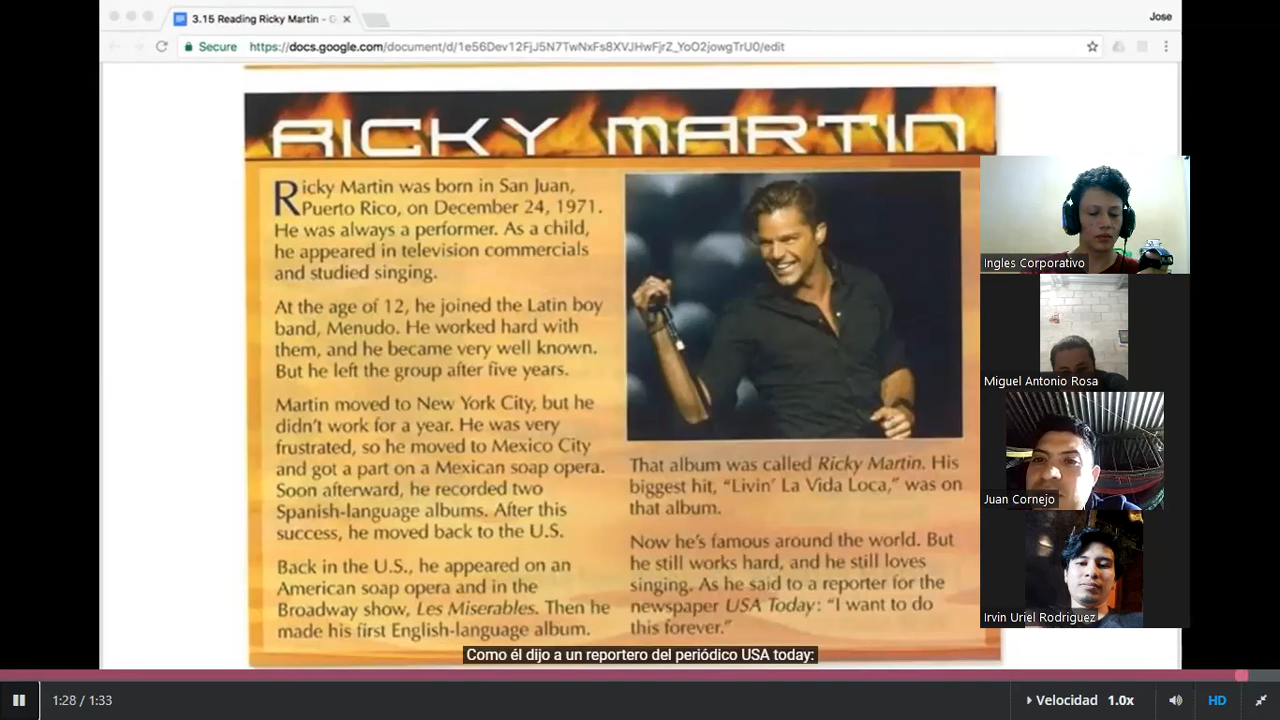 3.15 Reading Ricky Martin - G
Jose
Secure https://docs.google.com/document/d/1e56Dev12FjJ5N7TwNxFs8XVJHwFjrZ_YoO2jowgTrU0/edit
RICKY MARTIN
Ricky Martin was born in San Juan,
Puerto Rico, on December 24, 1971.
He was always a performer. As a child,
he appeared in television commercials
and studied singing.
At the age of 12, he joined the Latin boy
band, Menudo. He worked hard with
them, and he became very well known.
But he left the group after five years.
Martin moved to New York City, but he
didn't work for a year. He was very
frustrated, so he moved to Mexico City
and got a part on a Mexican soap opera.
Soon afterward, he recorded two
Spanish-language albums. After this
success, he moved back to the U.S.
Back in the U.S., he appeared on an
American soap opera and in the
Broadway show, Les Miserables. Then he
made his first English-language album.
That album was called Ricky Martin. His
biggest hit, "Livin' La Vida Loca," was on
that album.
Now he's famous around the world. But
he still works hard, and he still loves
singing. As he said to a reporter for the
newspaper USA Today: "I want to do
this forever."
Ingles Corporativo
Miguel Antonio Rosa
Juan Cornejo
Irvin Uriel Rodriguez
Como él dijo a un reportero del periódico USA today:
1:28 / 1:33
Velocidad 1.0x
HD